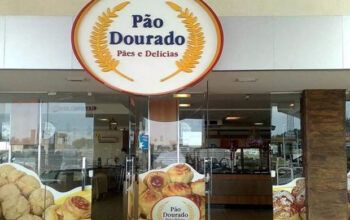 Pão
Dourado
Pães e Delícias
Pão
Dourado